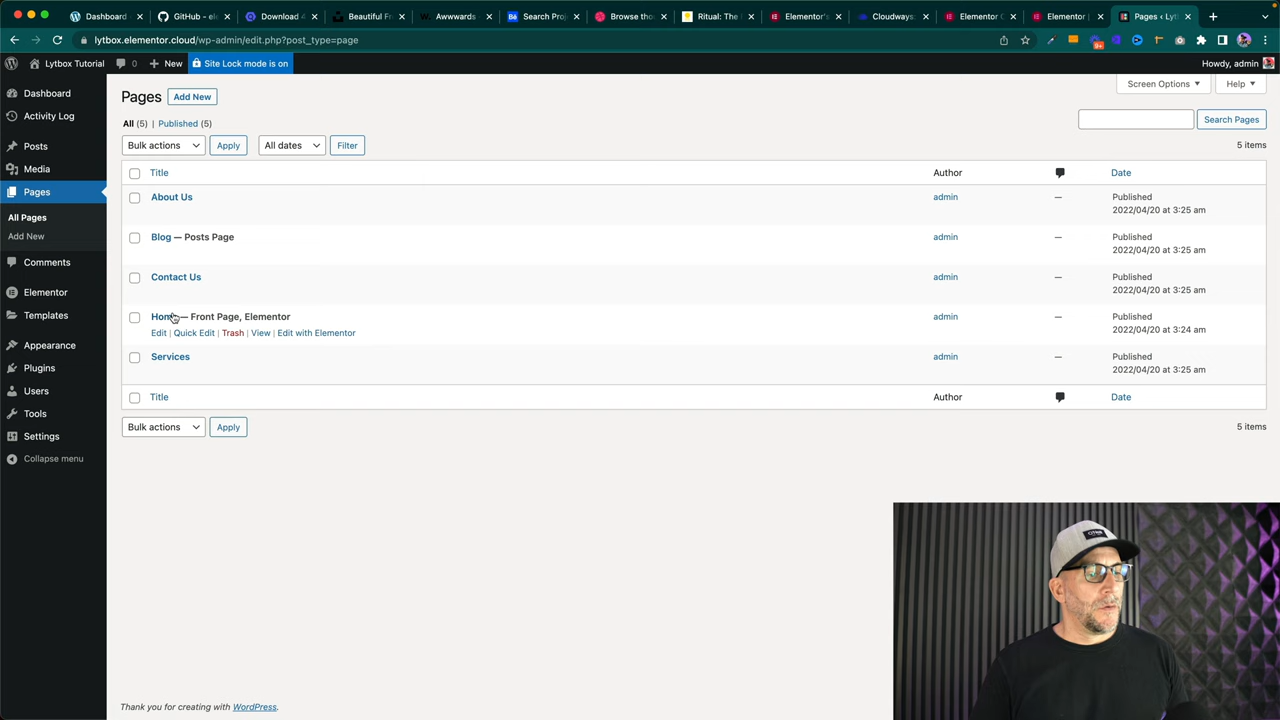 Dashboard
GitHub - ele
Download 4
Beautiful Fr
Awwwards
Search Proj
Browse thou
Ritual: The
Elementor's
Cloudways:
Elementor C
Elementor
Pages ‹ Lyt
lytbox.elementor.cloud/wp-admin/edit.php?post_type=page
Lytbox Tutorial
0
New
Site Lock mode is on
Howdy, admin
Dashboard
Activity Log
Posts
Media
Pages
All Pages
Add New
Comments
Elementor
Templates
Appearance
Plugins
Users
Tools
Settings
Collapse menu
Screen Options
Help
Pages
Add New
All (5) | Published (5)
Search Pages
Bulk actions
Apply
All dates
Filter
5 items
Title
Author
Date
About Us
admin
—
Published
2022/04/20 at 3:25 am
Blog — Posts Page
admin
—
Published
2022/04/20 at 3:25 am
Contact Us
admin
—
Published
2022/04/20 at 3:25 am
Home — Front Page, Elementor
Edit | Quick Edit | Trash | View | Edit with Elementor
admin
—
Published
2022/04/20 at 3:24 am
Services
admin
—
Published
2022/04/20 at 3:25 am
Title
Author
Date
Bulk actions
Apply
5 items
Thank you for creating with WordPress.